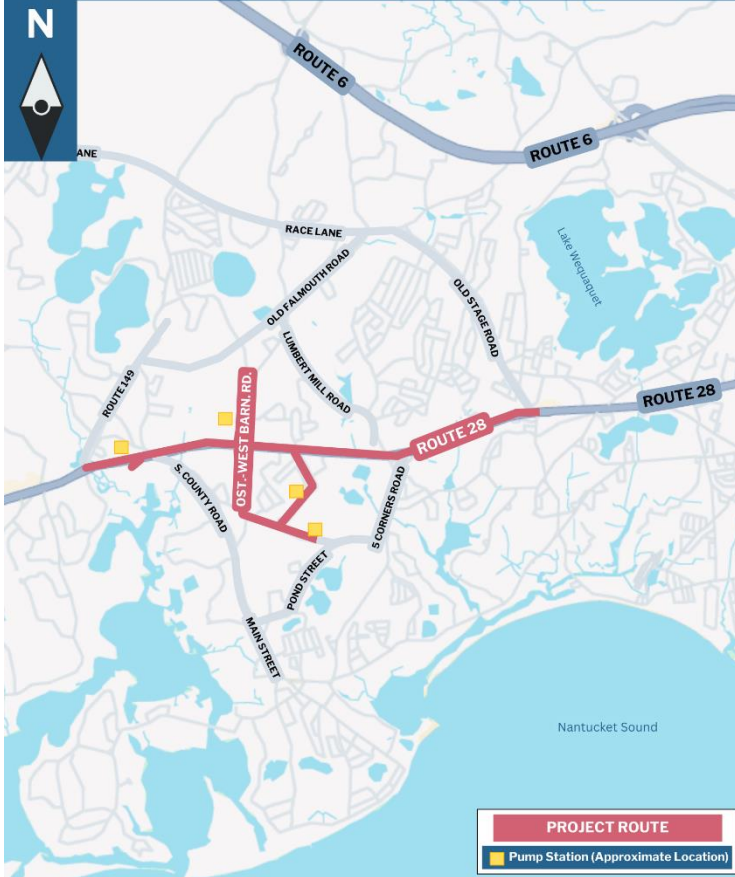 N
ROUTE 6
ROUTE 6
ANE
RACE LANE
Lake Wequaquet
OLD FALMOUTH ROAD
OLD STAGE ROAD
LUMBERT MILL ROAD
ROUTE 149
OST.-WEST BARN. RD.
ROUTE 28
ROUTE 28
S. COUNTY ROAD
5 CORNERS ROAD
POND STREET
MAIN STREET
Nantucket Sound
PROJECT ROUTE
Pump Station (Approximate Location)